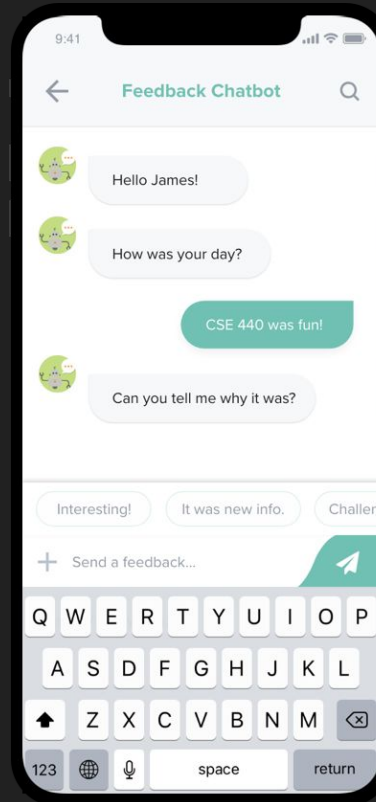 9:41
Feedback Chatbot
Hello James!
How was your day?
CSE 440 was fun!
Can you tell me why it was?
Interesting! It was new info. Challen
Send a feedback...
Q W E R T Y U I O P
A S D F G H J K L
Z X C V B N M
123 space return